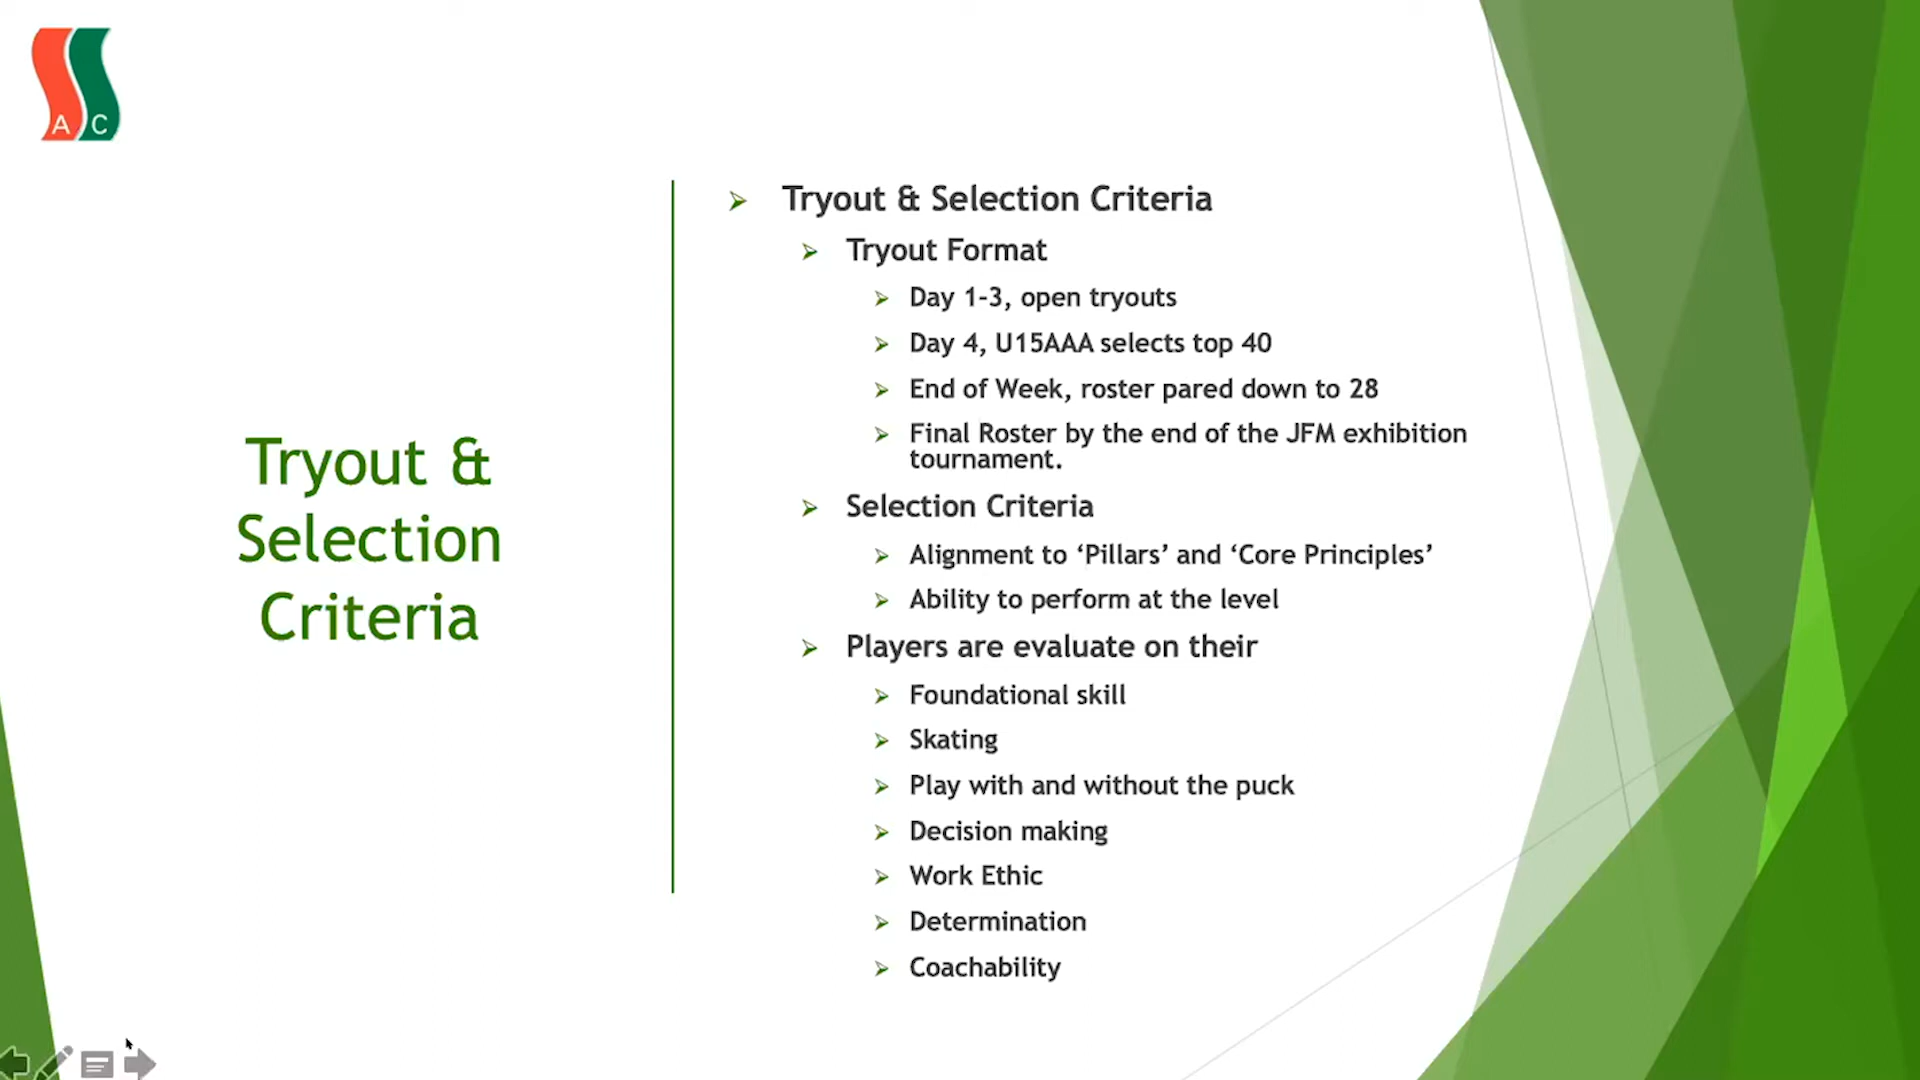 A C
Tryout &
Selection
Criteria
Tryout & Selection Criteria
Tryout Format
Day 1-3, open tryouts
Day 4, U15AAA selects top 40
End of Week, roster pared down to 28
Final Roster by the end of the JFM exhibition
tournament.
Selection Criteria
Alignment to ‘Pillars’ and ‘Core Principles’
Ability to perform at the level
Players are evaluate on their
Foundational skill
Skating
Play with and without the puck
Decision making
Work Ethic
Determination
Coachability